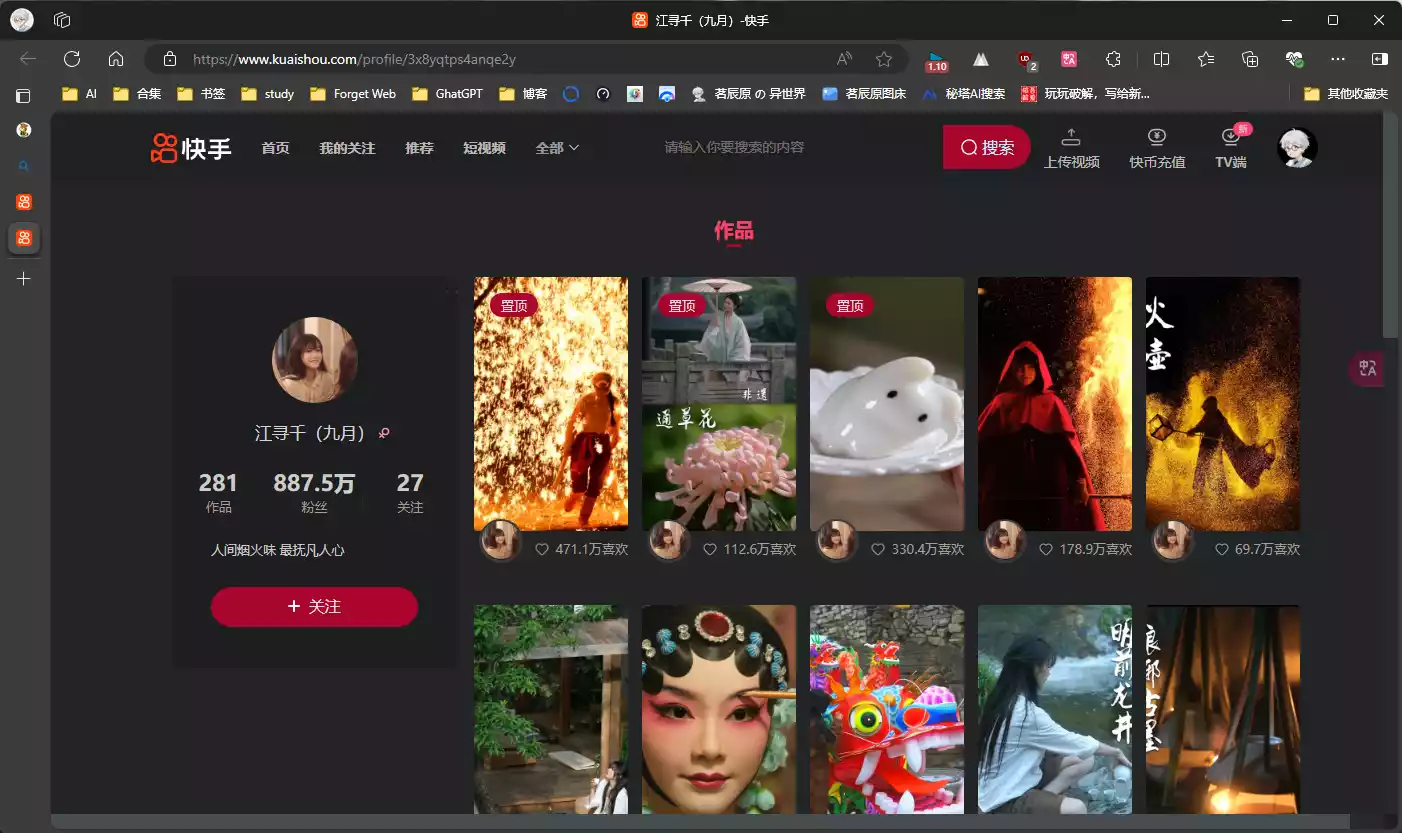 江寻千（九月）-快手
https://www.kuaishou.com/profile/3x8yqtps4anqe2y
1.10
2
AI 合集 书签 study Forget Web GhatGPT 博客 茗辰原 の 异世界 茗辰原图床 秘塔AI搜索 玩玩破解，写给新... 其他收藏夹
快手 首页 我的关注 推荐 短视频 全部 请输入你要搜索的内容 搜索 上传视频 快币充值 TV端 新
作品
江寻千（九月）
281 887.5万 27
作品 粉丝 关注
人间烟火味 最抚凡人心
+ 关注
置顶
置顶
非遗
通草花
置顶
火壶
471.1万喜欢
112.6万喜欢
330.4万喜欢
178.9万喜欢
69.7万喜欢
明前龙井
琅琊古墨